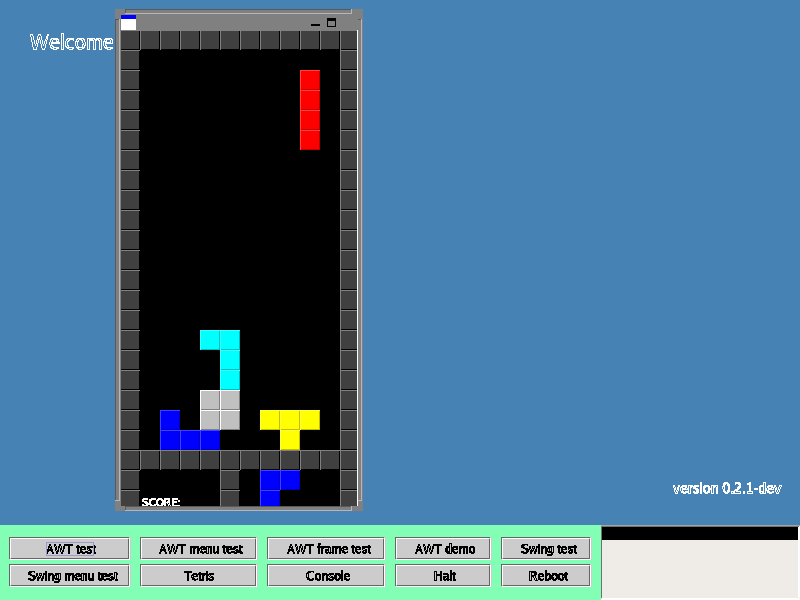 Welcome
SCORE:
version 0.2.1-dev
AWT test AWT menu test AWT frame test AWT demo Swing test
Swing menu test Tetris Console Halt Reboot